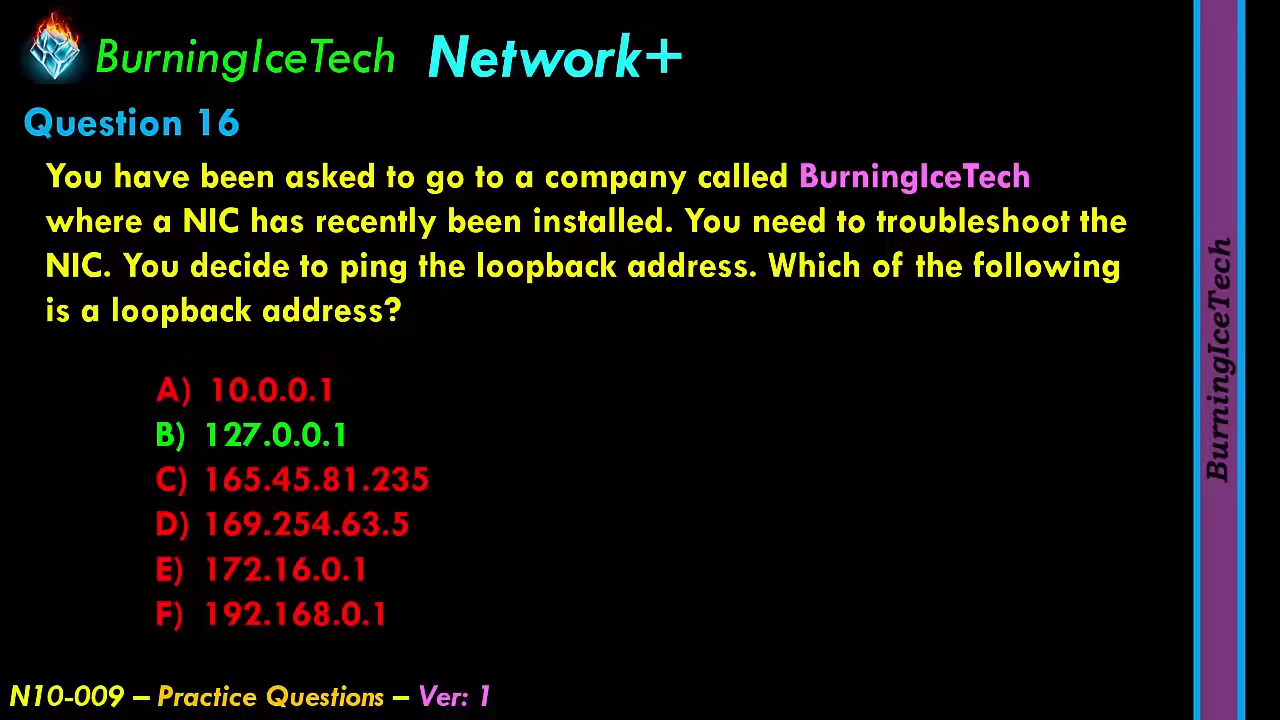 BurningIceTech Network+
Question 16
You have been asked to go to a company called BurningIceTech
where a NIC has recently been installed. You need to troubleshoot the
NIC. You decide to ping the loopback address. Which of the following
is a loopback address?
A) 10.0.0.1
B) 127.0.0.1
C) 165.45.81.235
D) 169.254.63.5
E) 172.16.0.1
F) 192.168.0.1
N10-009 – Practice Questions – Ver: 1
BurningIceTech